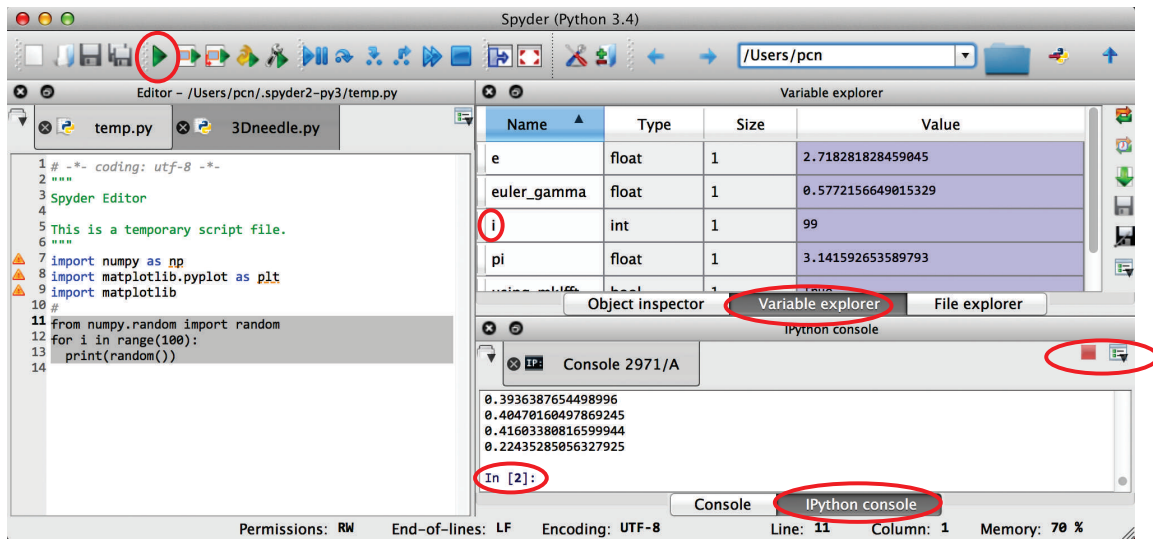 Spyder (Python 3.4)
/Users/pcn
Editor – /Users/pcn/.spyder2-py3/temp.py
temp.py
3Dneedle.py
1 # -*- coding: utf-8 -*-
2 """
3 Spyder Editor
4
5 This is a temporary script file.
6 """
7 import numpy as np
8 import matplotlib.pyplot as plt
9 import matplotlib
10 #
11 from numpy.random import random
12 for i in range(100):
13   print(random())
14
Variable explorer
Name Type Size Value
e float 1 2.718281828459045
euler_gamma float 1 0.5772156649015329
i int 1 99
pi float 1 3.141592653589793
using_mklfft bool 1 True
Object inspector Variable explorer File explorer
IPython console
IP: Console 2971/A
0.3936387654498996
0.40470160497869245
0.41603380816599944
0.22435285056327925
In [2]:
Console IPython console
Permissions: RW End-of-lines: LF Encoding: UTF-8 Line: 11 Column: 1 Memory: 70 %